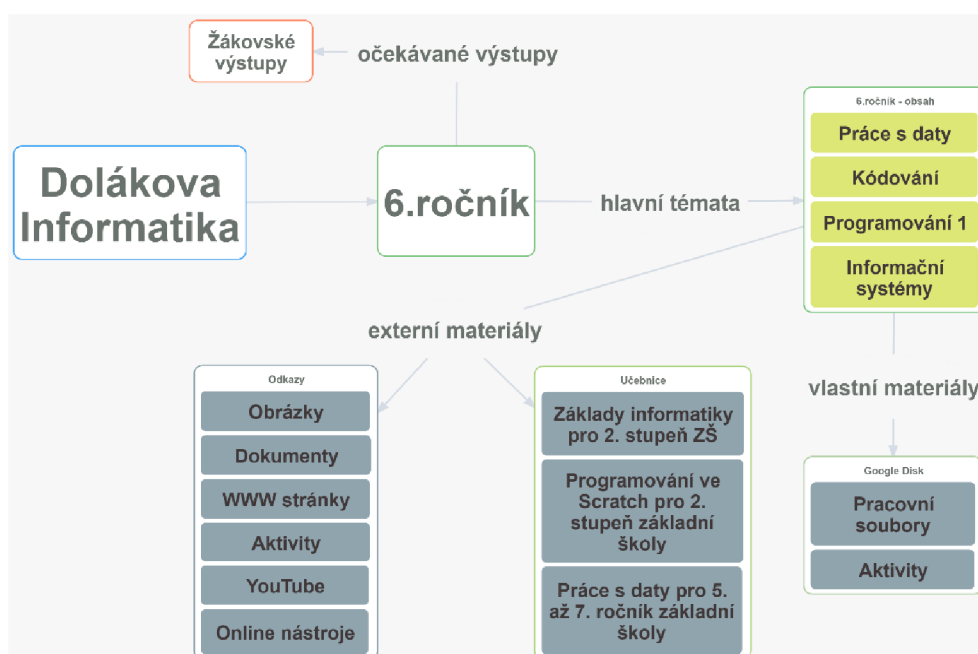 Žákovské
výstupy
očekávané výstupy
Dolákova
Informatika
6.ročník
hlavní témata
6.ročník - obsah
Práce s daty
Kódování
Programování 1
Informační
systémy
externí materiály
vlastní materiály
Odkazy
Obrázky
Dokumenty
WWW stránky
Aktivity
YouTube
Online nástroje
Učebnice
Základy informatiky
pro 2. stupeň ZŠ
Programování ve
Scratch pro 2.
stupeň základní
školy
Práce s daty pro 5.
až 7. ročník základní
školy
Google Disk
Pracovní
soubory
Aktivity